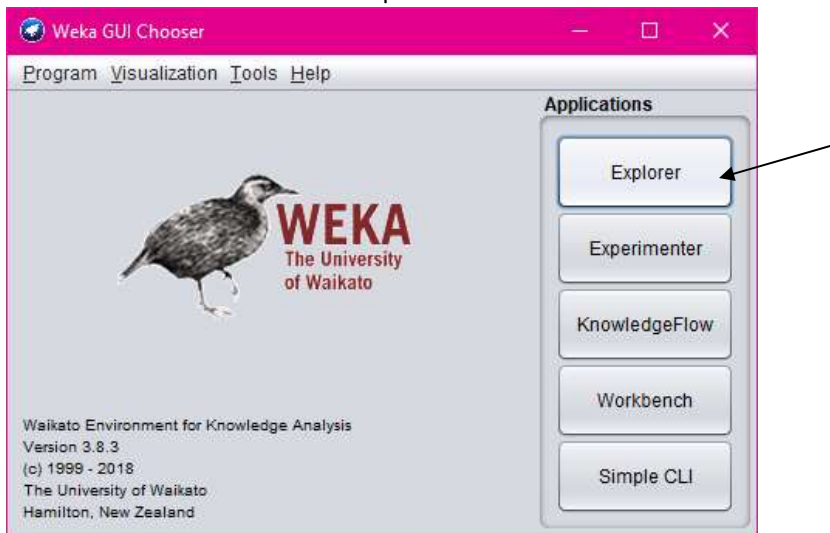 Weka GUI Chooser
Program Visualization Tools Help
Applications
Explorer
Experimenter
KnowledgeFlow
Workbench
Simple CLI
WEKA
The University
of Waikato
Waikato Environment for Knowledge Analysis
Version 3.8.3
(c) 1999 - 2018
The University of Waikato
Hamilton, New Zealand